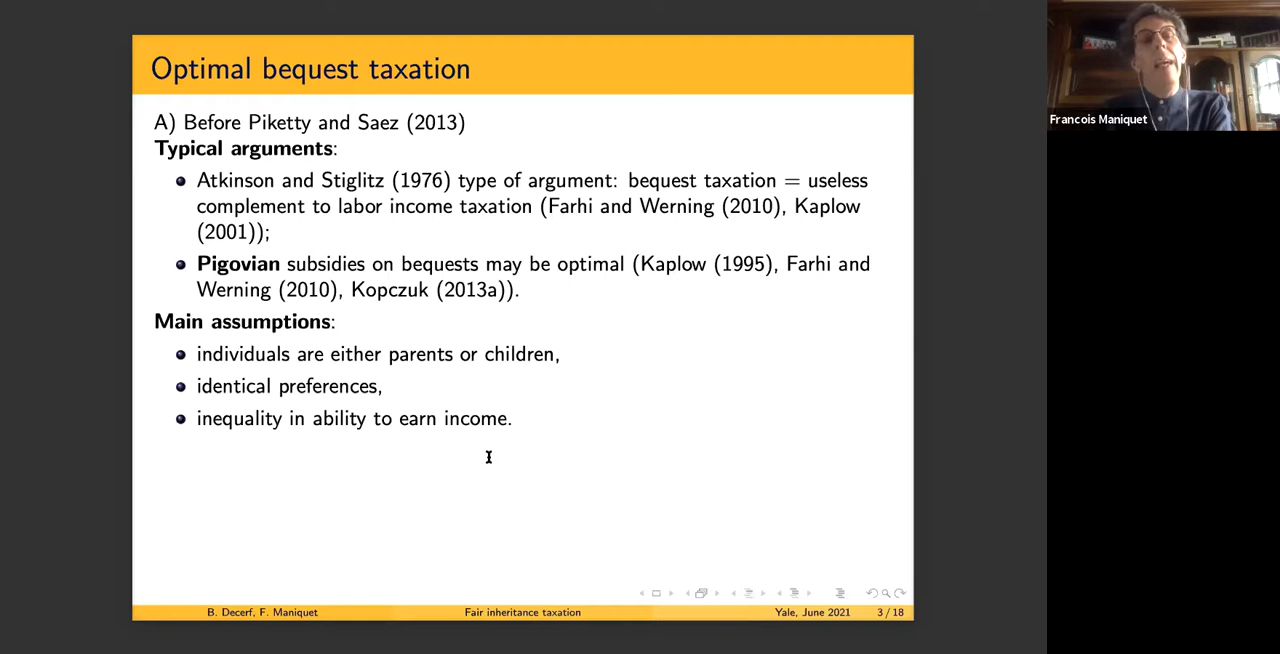 Optimal bequest taxation
A) Before Piketty and Saez (2013)
Typical arguments:
Atkinson and Stiglitz (1976) type of argument: bequest taxation = useless
complement to labor income taxation (Farhi and Werning (2010), Kaplow
(2001));
Pigovian subsidies on bequests may be optimal (Kaplow (1995), Farhi and
Werning (2010), Kopczuk (2013a)).
Main assumptions:
individuals are either parents or children,
identical preferences,
inequality in ability to earn income.
B. Decerf, F. Maniquet Fair inheritance taxation Yale, June 2021 3 / 18
Francois Maniquet